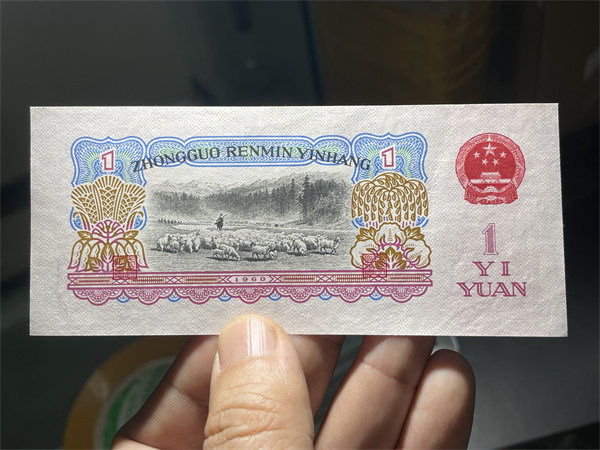 1 ZHONGGUO RENMIN YINHANG 1
1960
1
YI
YUAN